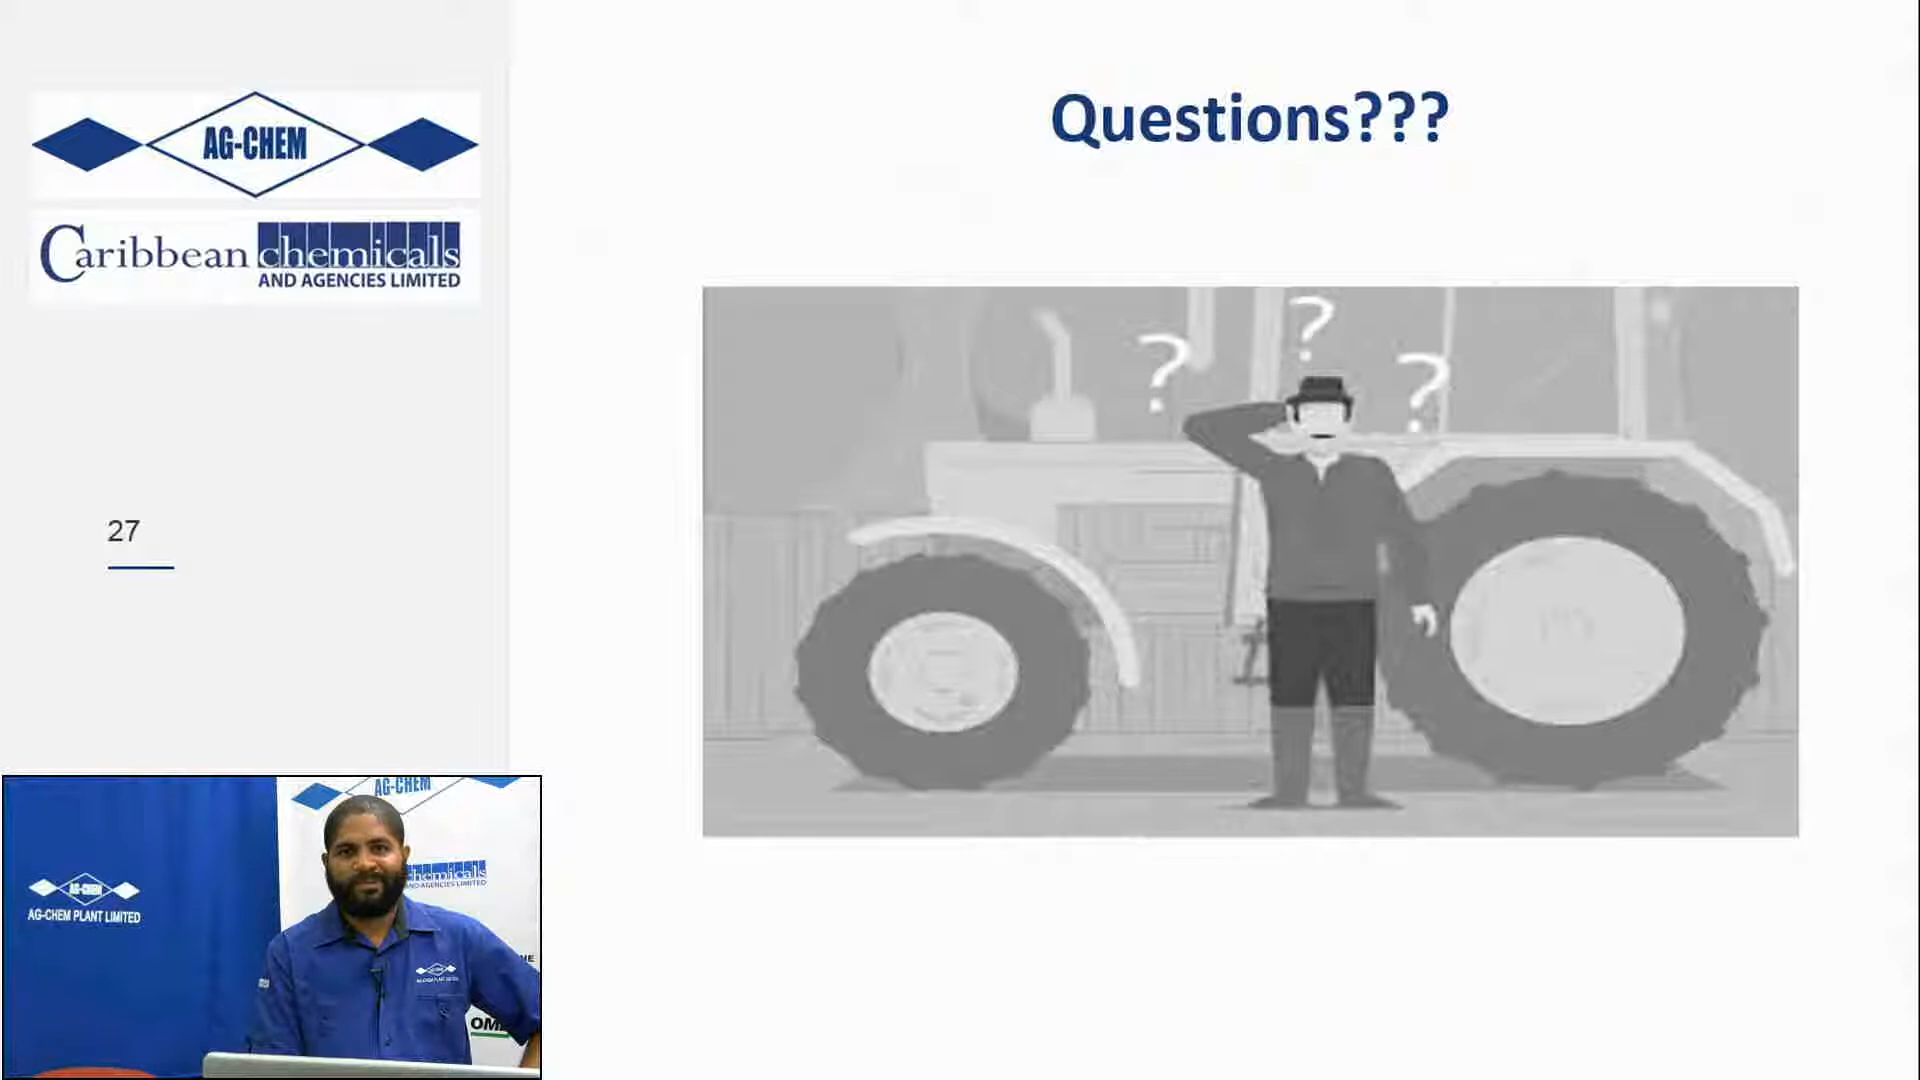 AG-CHEM
Caribbean chemicals
AND AGENCIES LIMITED
Questions???
?
?
?
27
AG-CHEM
chemicals
AND AGENCIES LIMITED
AG-CHEM
AG-CHEM PLANT LIMITED